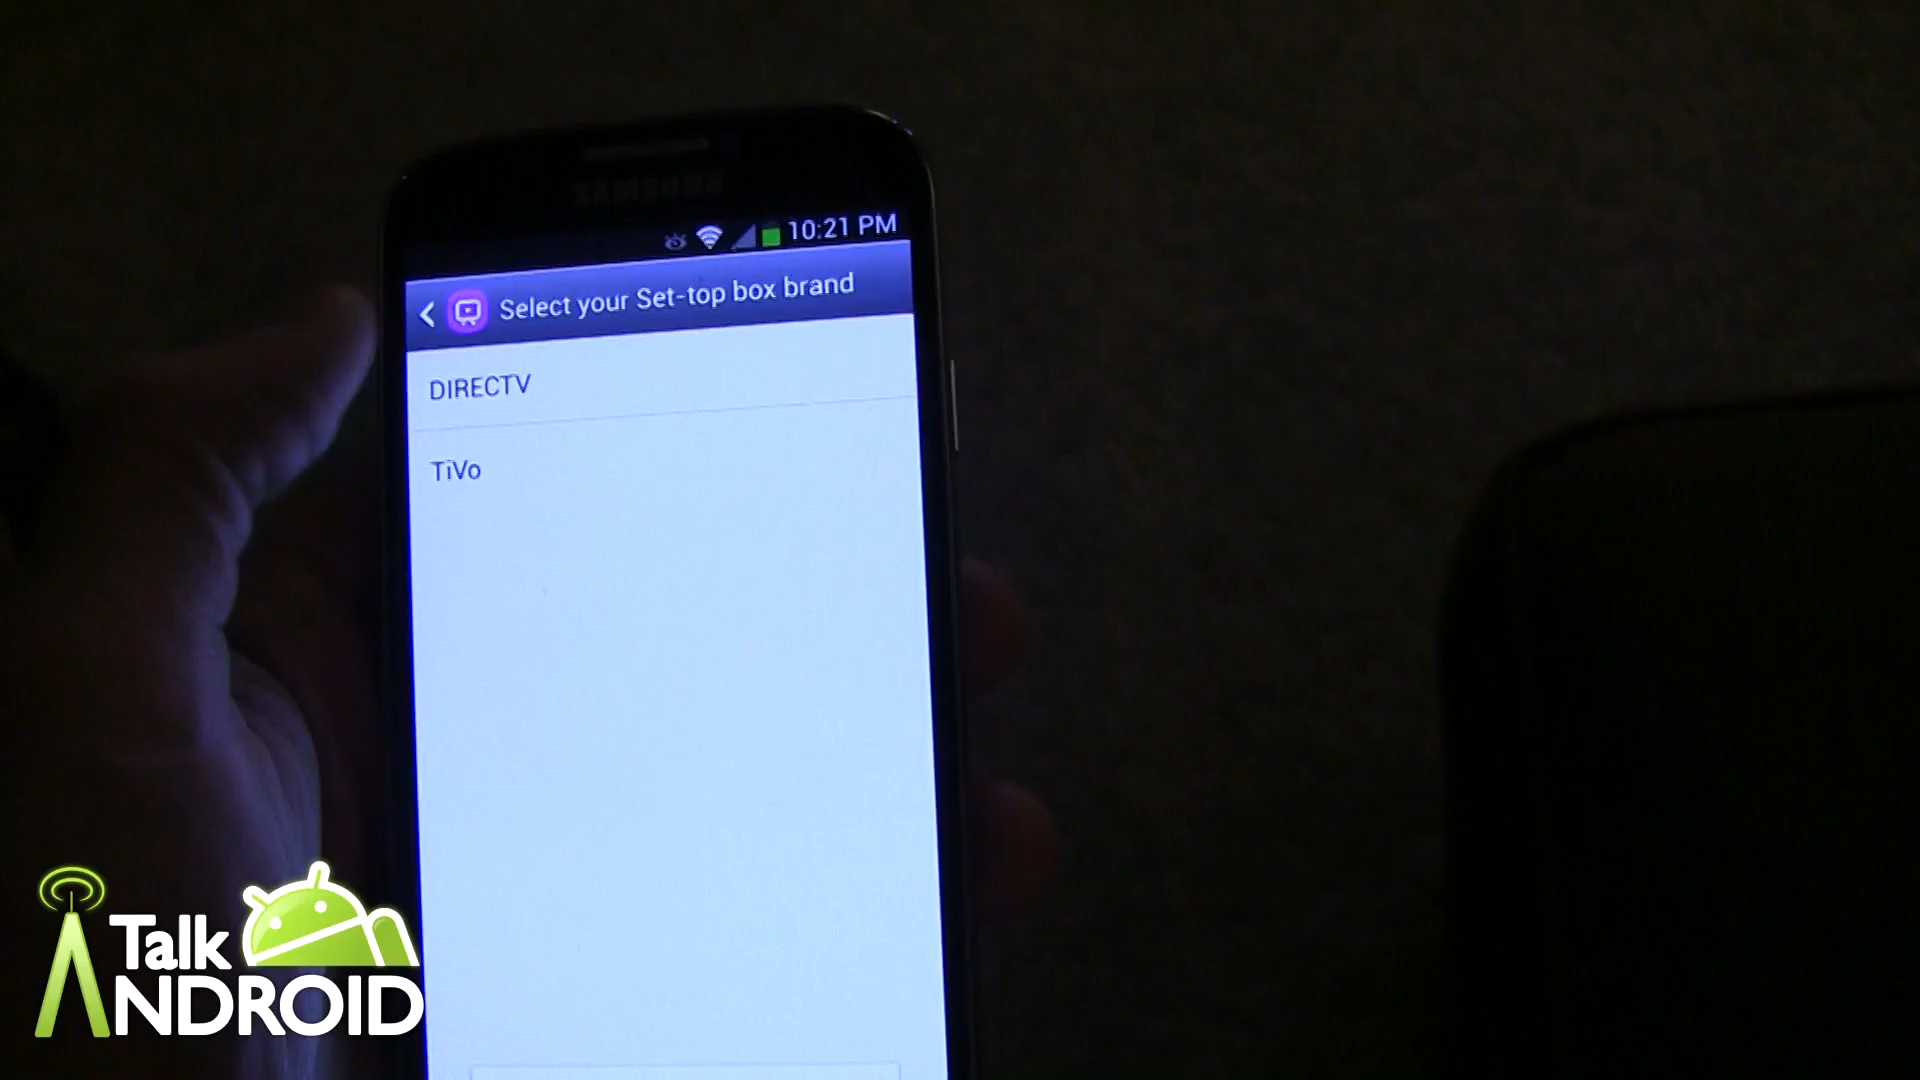 SAMSUNG
10:21 PM
Select your Set-top box brand
DIRECTV
TiVo
Talk
ANDROID